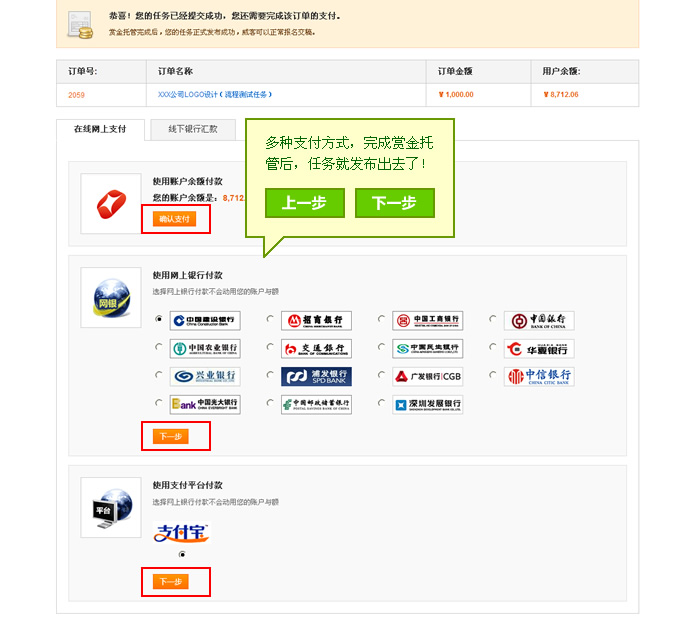 恭喜！您的任务已经提交成功，您还需要完成该订单的支付。
赏金托管完成后，您的任务正式发布成功，威客可以正常报名交稿。
订单号: 订单名称 订单金额 用户余额:
2059 XXX公司LOGO设计（流程测试任务） ¥ 1,000.00 ¥ 8,712.06
在线网上支付 线下银行汇款
多种支付方式，完成赏金托
管后，任务就发布出去了！
上一步 下一步
使用账户余额付款
您的账户余额是: 8,712.
确认支付
使用网上银行付款
选择网上银行付款不会动用您的账户与额
网银
中国建设银行 招商银行 中国工商银行 中国银行
China Construction Bank CHINA MERCHANTS BANK BANK OF CHINA
中国农业银行 交通银行 中国民生银行 华夏银行
BANK OF COMMUNICATIONS
兴业银行 浦发银行 广发银行|CGB 中信银行
SPD BANK CHINA CITIC BANK
Bank 中国光大银行 中国邮政储蓄银行 深圳发展银行
CHINA EVERBRIGHT BANK POSTAL SAVINGS BANK OF CHINA
下一步
使用支付平台付款
选择网上银行付款不会动用您的账户与额
平台
支付宝
下一步